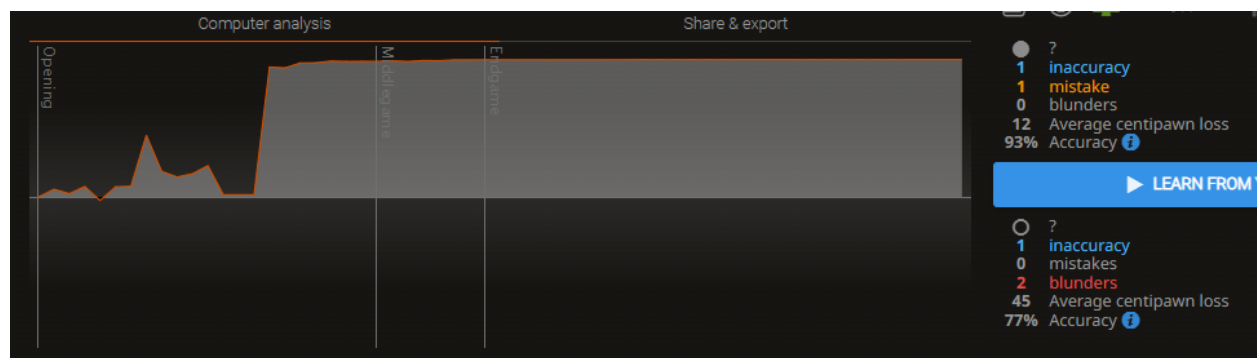 Computer analysis
Share & export
Opening
Middlegame
Endgame
?
1 inaccuracy
1 mistake
0 blunders
12 Average centipawn loss
93% Accuracy i
LEARN FROM
?
1 inaccuracy
0 mistakes
2 blunders
45 Average centipawn loss
77% Accuracy i